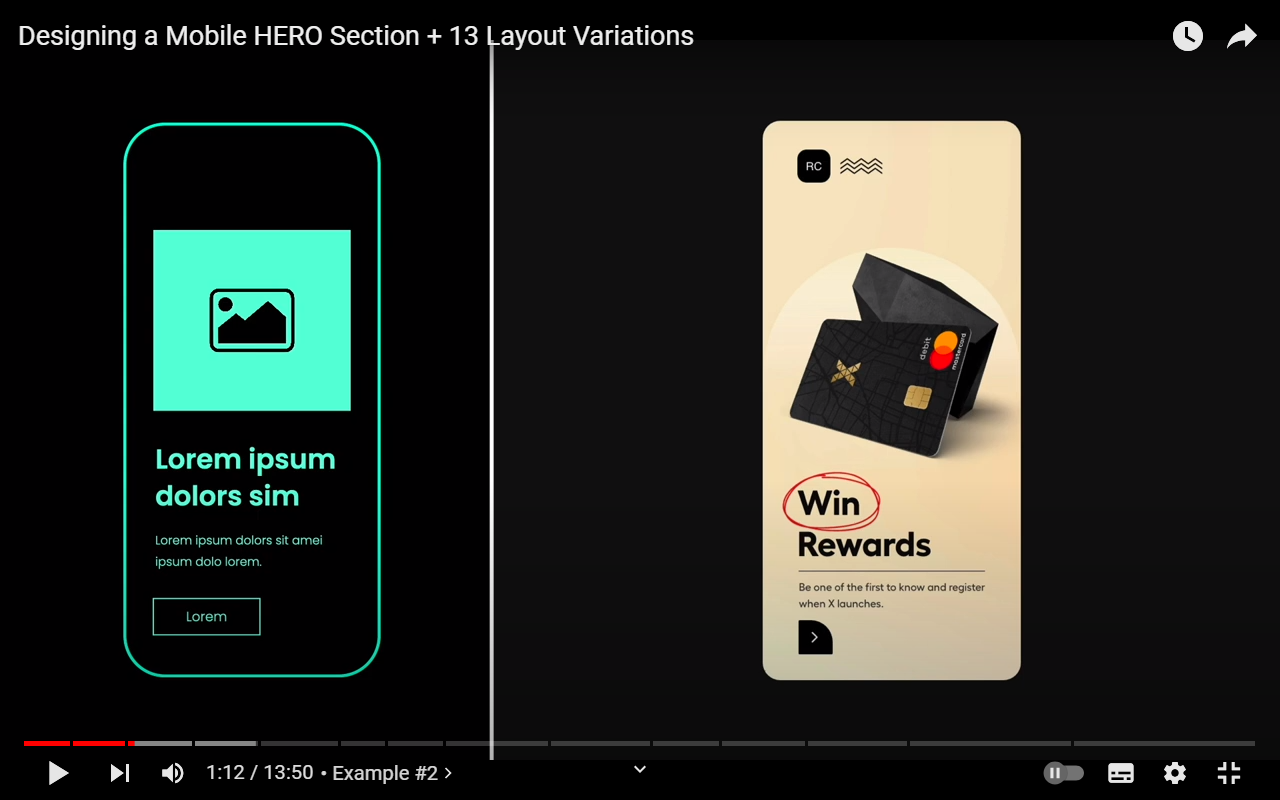 Designing a Mobile HERO Section + 13 Layout Variations
Lorem ipsum
dolors sim
Lorem ipsum dolors sit amei
ipsum dolo lorem.
Lorem
RC
debit
mastercard
Win
Rewards
Be one of the first to know and register
when X launches.
1:12 / 13:50 • Example #2